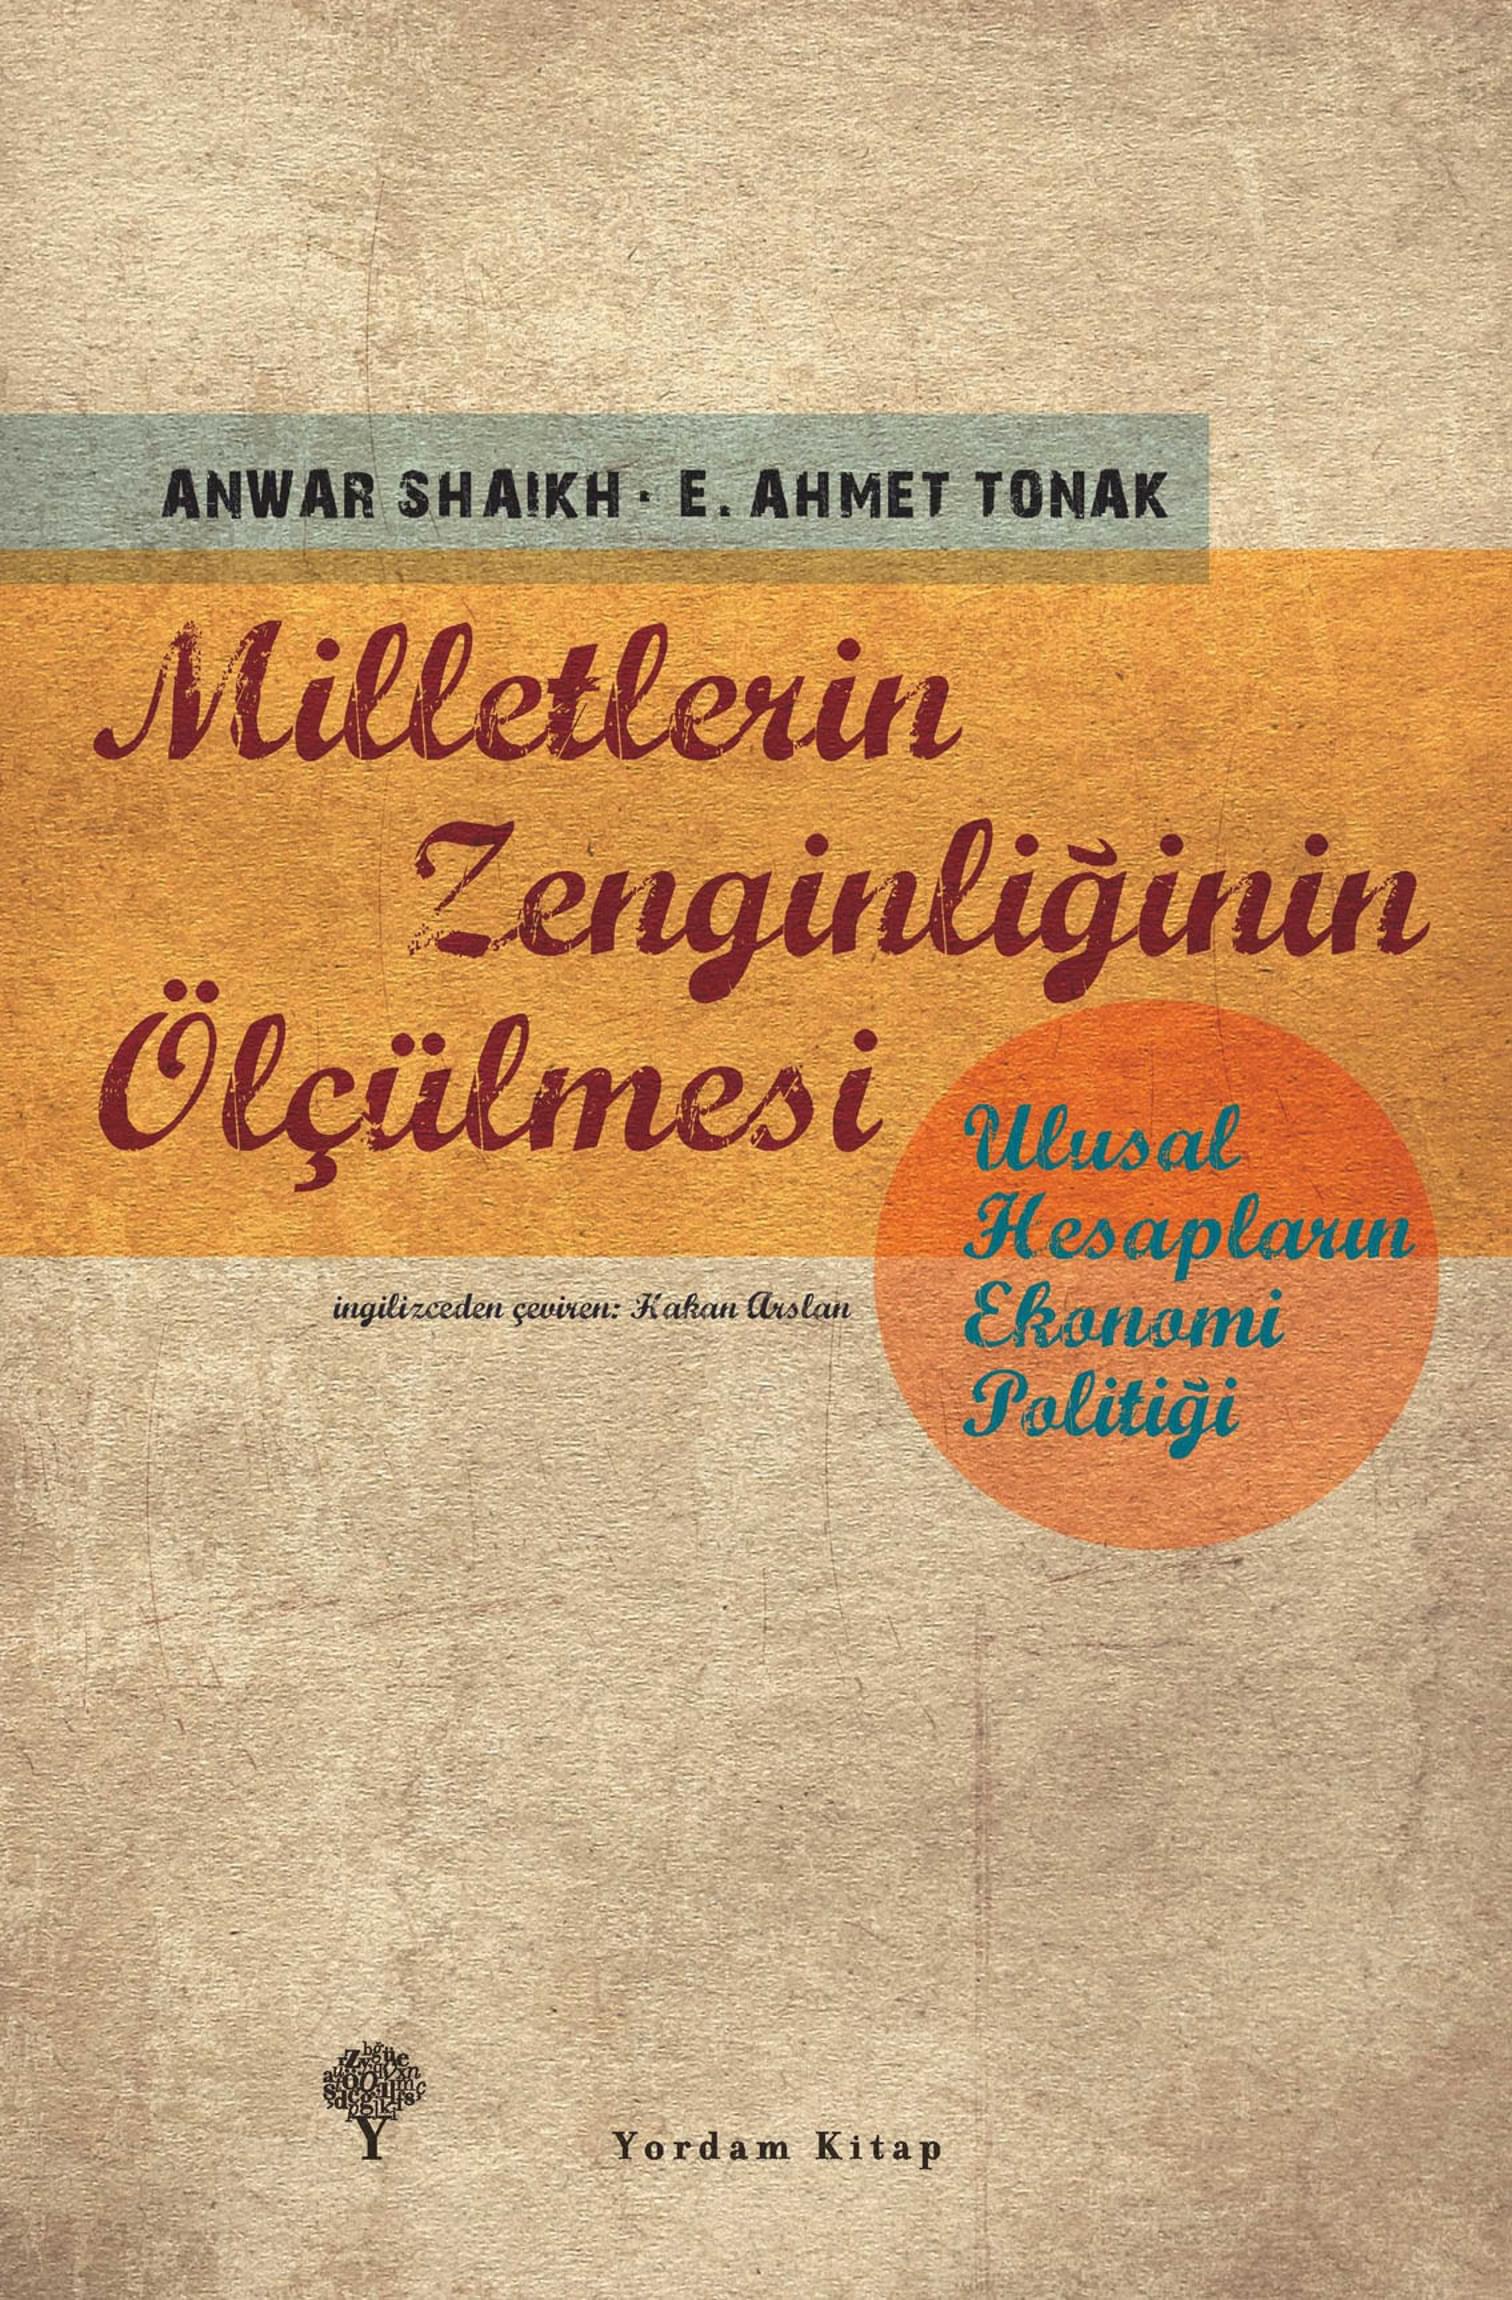 ANWAR SHAIKH · E. AHMET TONAK
Milletlerin
Zenginliğinin
Ölçülmesi
Ulusal
Hesapların
Ekonomi
Politiği
ingilizceden çeviren: Hakan Arslan
Y
Yordam Kitap